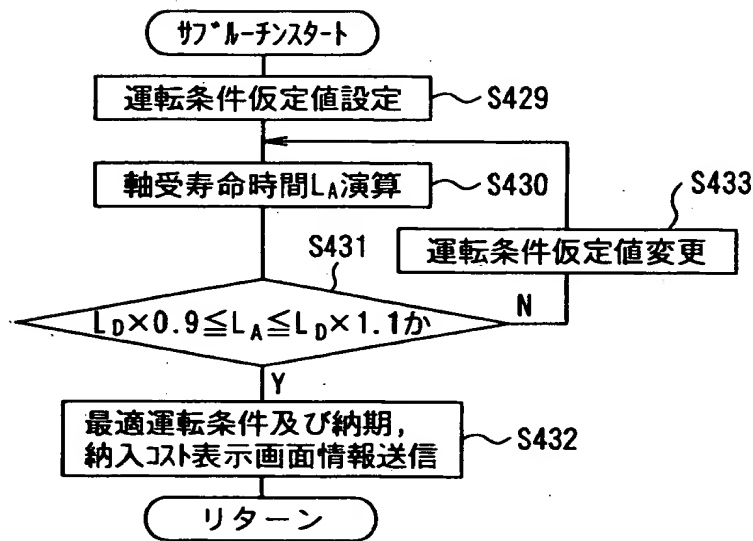 サブルーチンスタート
運転条件仮定値設定
S429
軸受寿命時間LA演算
S430
S433
運転条件仮定値変更
S431
LD×0.9≦LA≦LD×1.1か
N
Y
最適運転条件及び納期,
納入コスト表示画面情報送信
S432
リターン